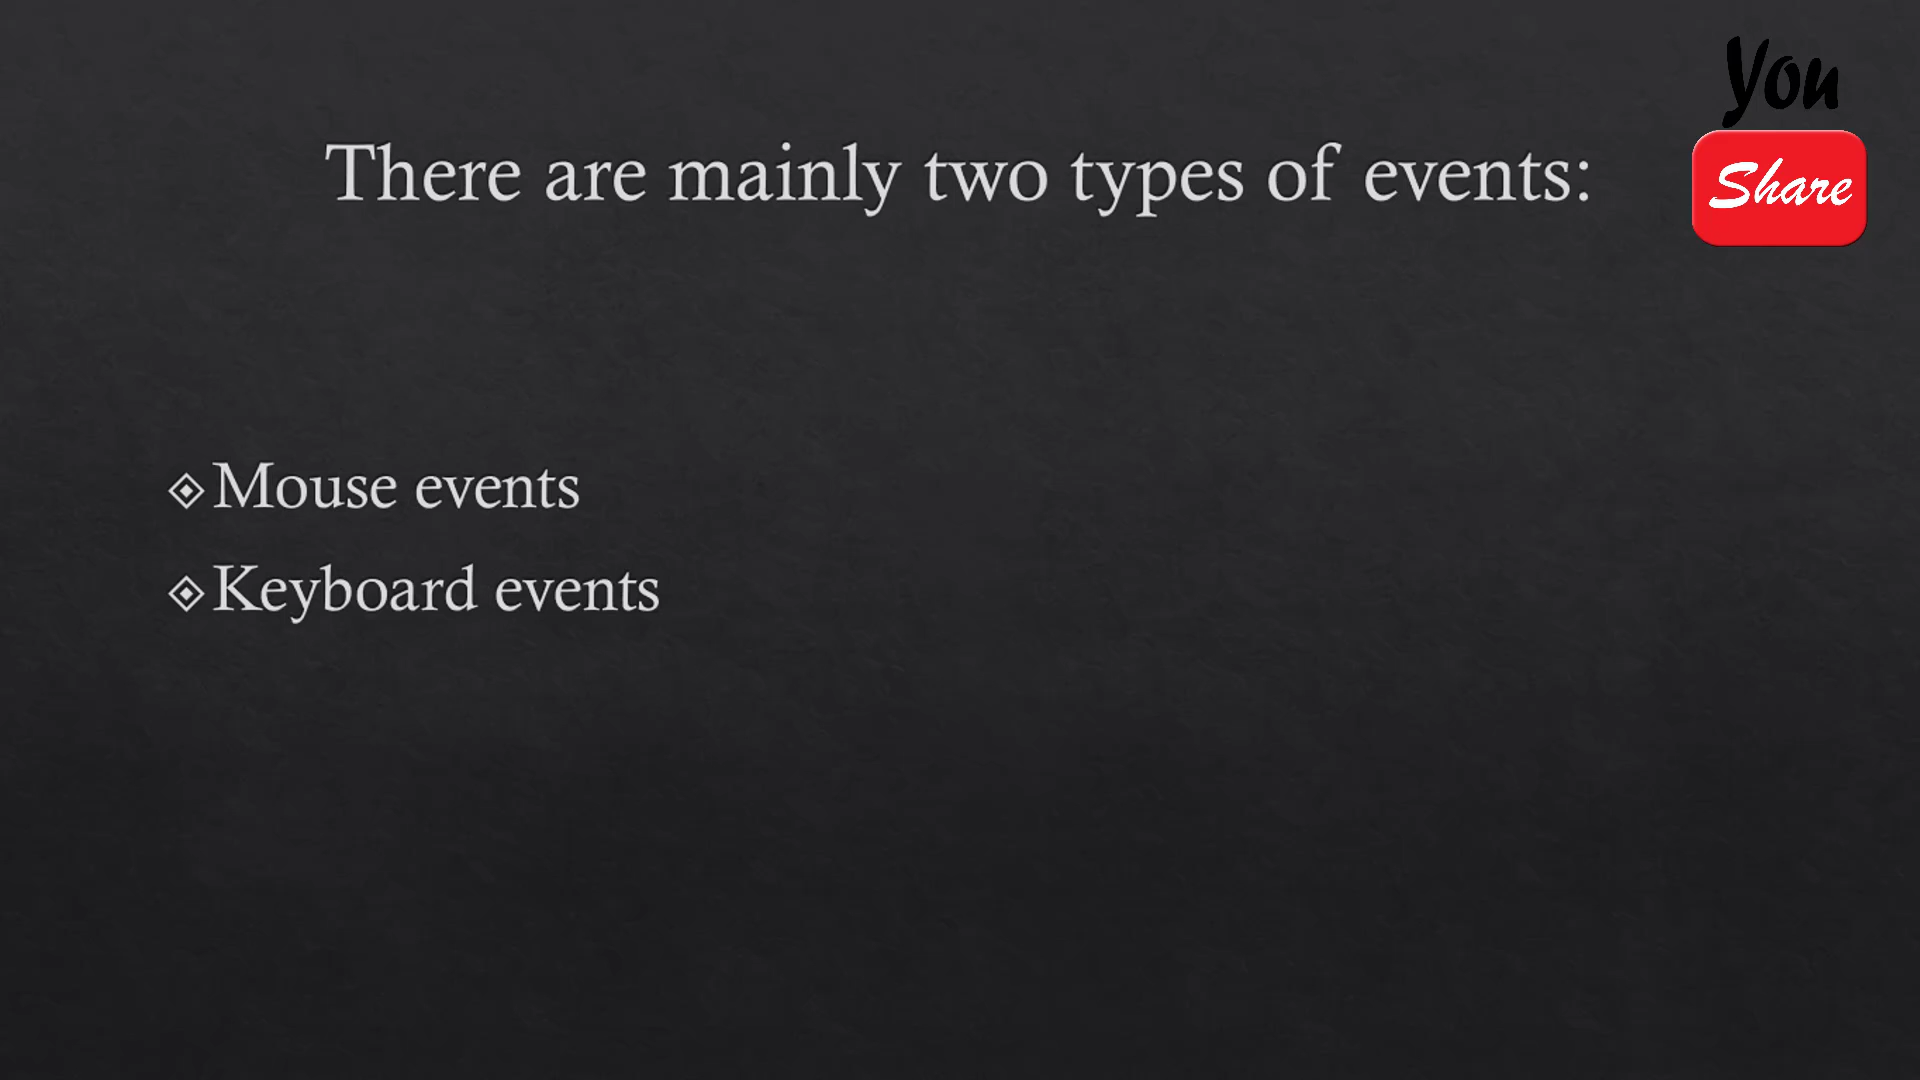 You
Share
There are mainly two types of events:
Mouse events
Keyboard events